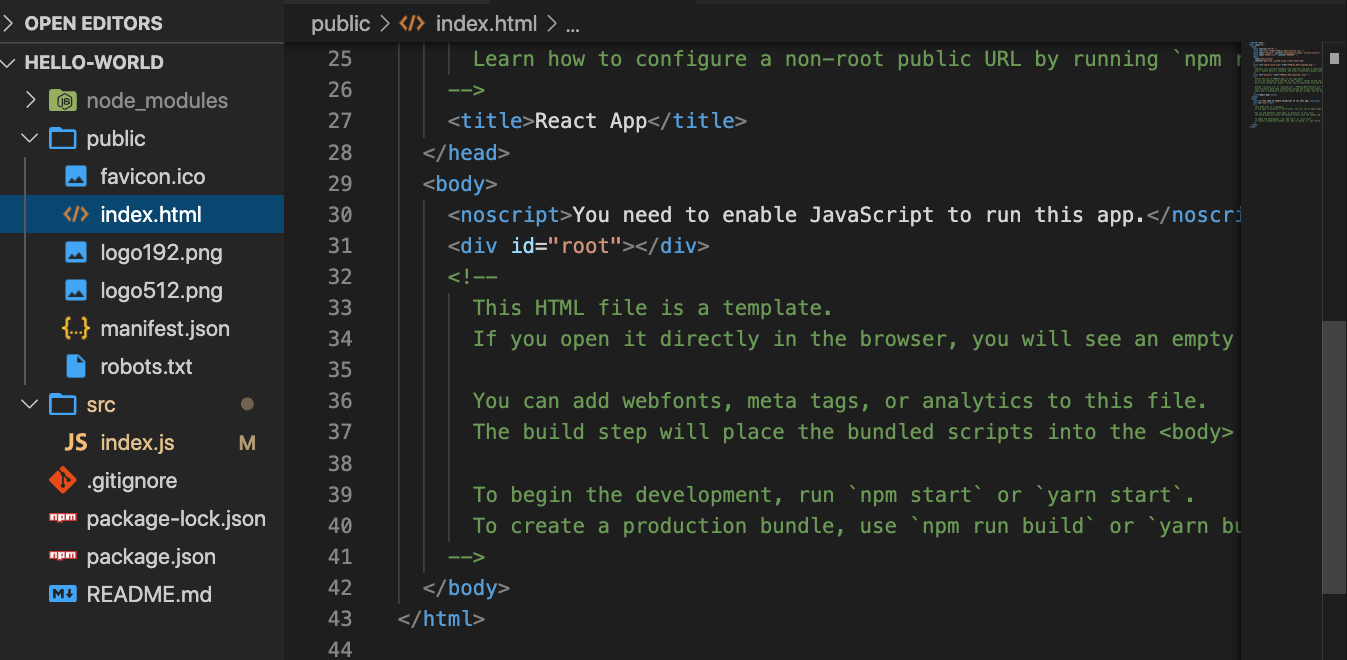 OPEN EDITORS
HELLO-WORLD
node_modules
public
favicon.ico
index.html
logo192.png
logo512.png
{...} manifest.json
robots.txt
src
JS index.js M
.gitignore
npm package-lock.json
npm package.json
M README.md
public > </> index.html > ...
25 Learn how to configure a non-root public URL by running `npm r
26 -->
27 <title>React App</title>
28 </head>
29 <body>
30 <noscript>You need to enable JavaScript to run this app.</noscri
31 <div id="root"></div>
32 <!--
33 This HTML file is a template.
34 If you open it directly in the browser, you will see an empty
35
36 You can add webfonts, meta tags, or analytics to this file.
37 The build step will place the bundled scripts into the <body>
38
39 To begin the development, run `npm start` or `yarn start`.
40 To create a production bundle, use `npm run build` or `yarn bu
41 -->
42 </body>
43 </html>
44